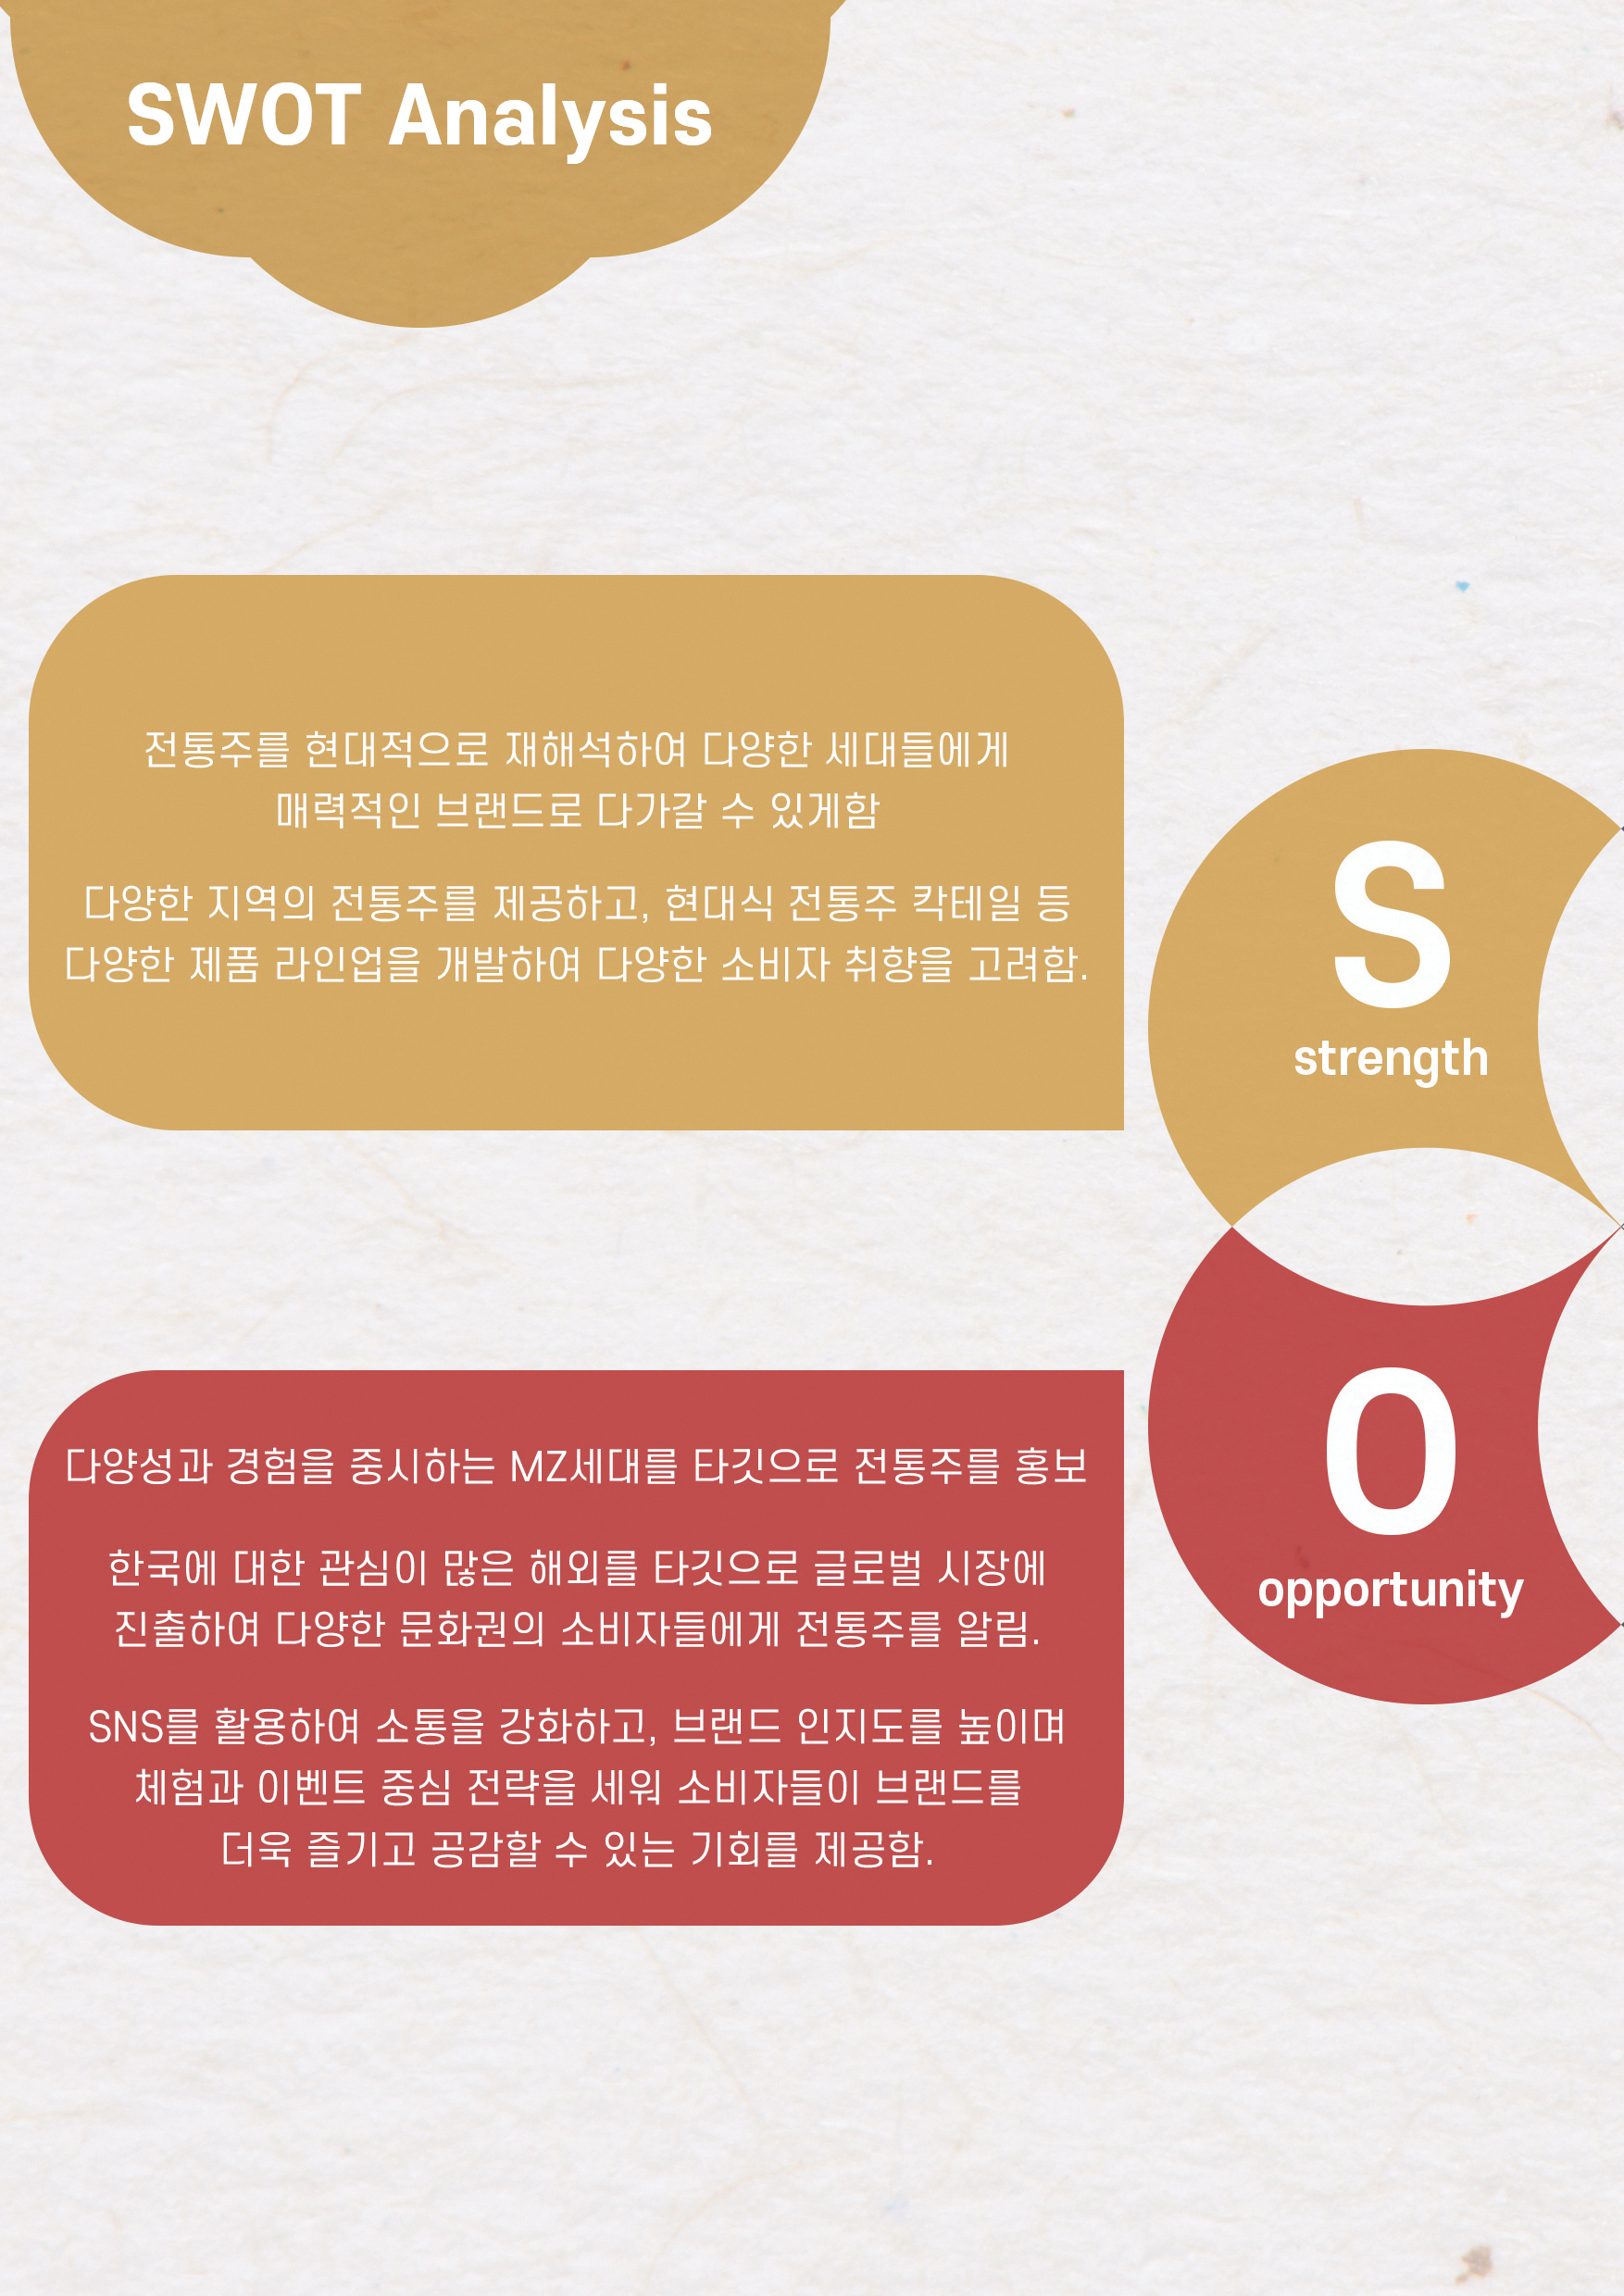 SWOT Analysis
전통주를 현대적으로 재해석하여 다양한 세대들에게
매력적인 브랜드로 다가갈 수 있게함
다양한 지역의 전통주를 제공하고, 현대식 전통주 칵테일 등
다양한 제품 라인업을 개발하여 다양한 소비자 취향을 고려함.
S
strength
다양성과 경험을 중시하는 MZ세대를 타깃으로 전통주를 홍보
한국에 대한 관심이 많은 해외를 타깃으로 글로벌 시장에
진출하여 다양한 문화권의 소비자들에게 전통주를 알림.
SNS를 활용하여 소통을 강화하고, 브랜드 인지도를 높이며
체험과 이벤트 중심 전략을 세워 소비자들이 브랜드를
더욱 즐기고 공감할 수 있는 기회를 제공함.
O
opportunity